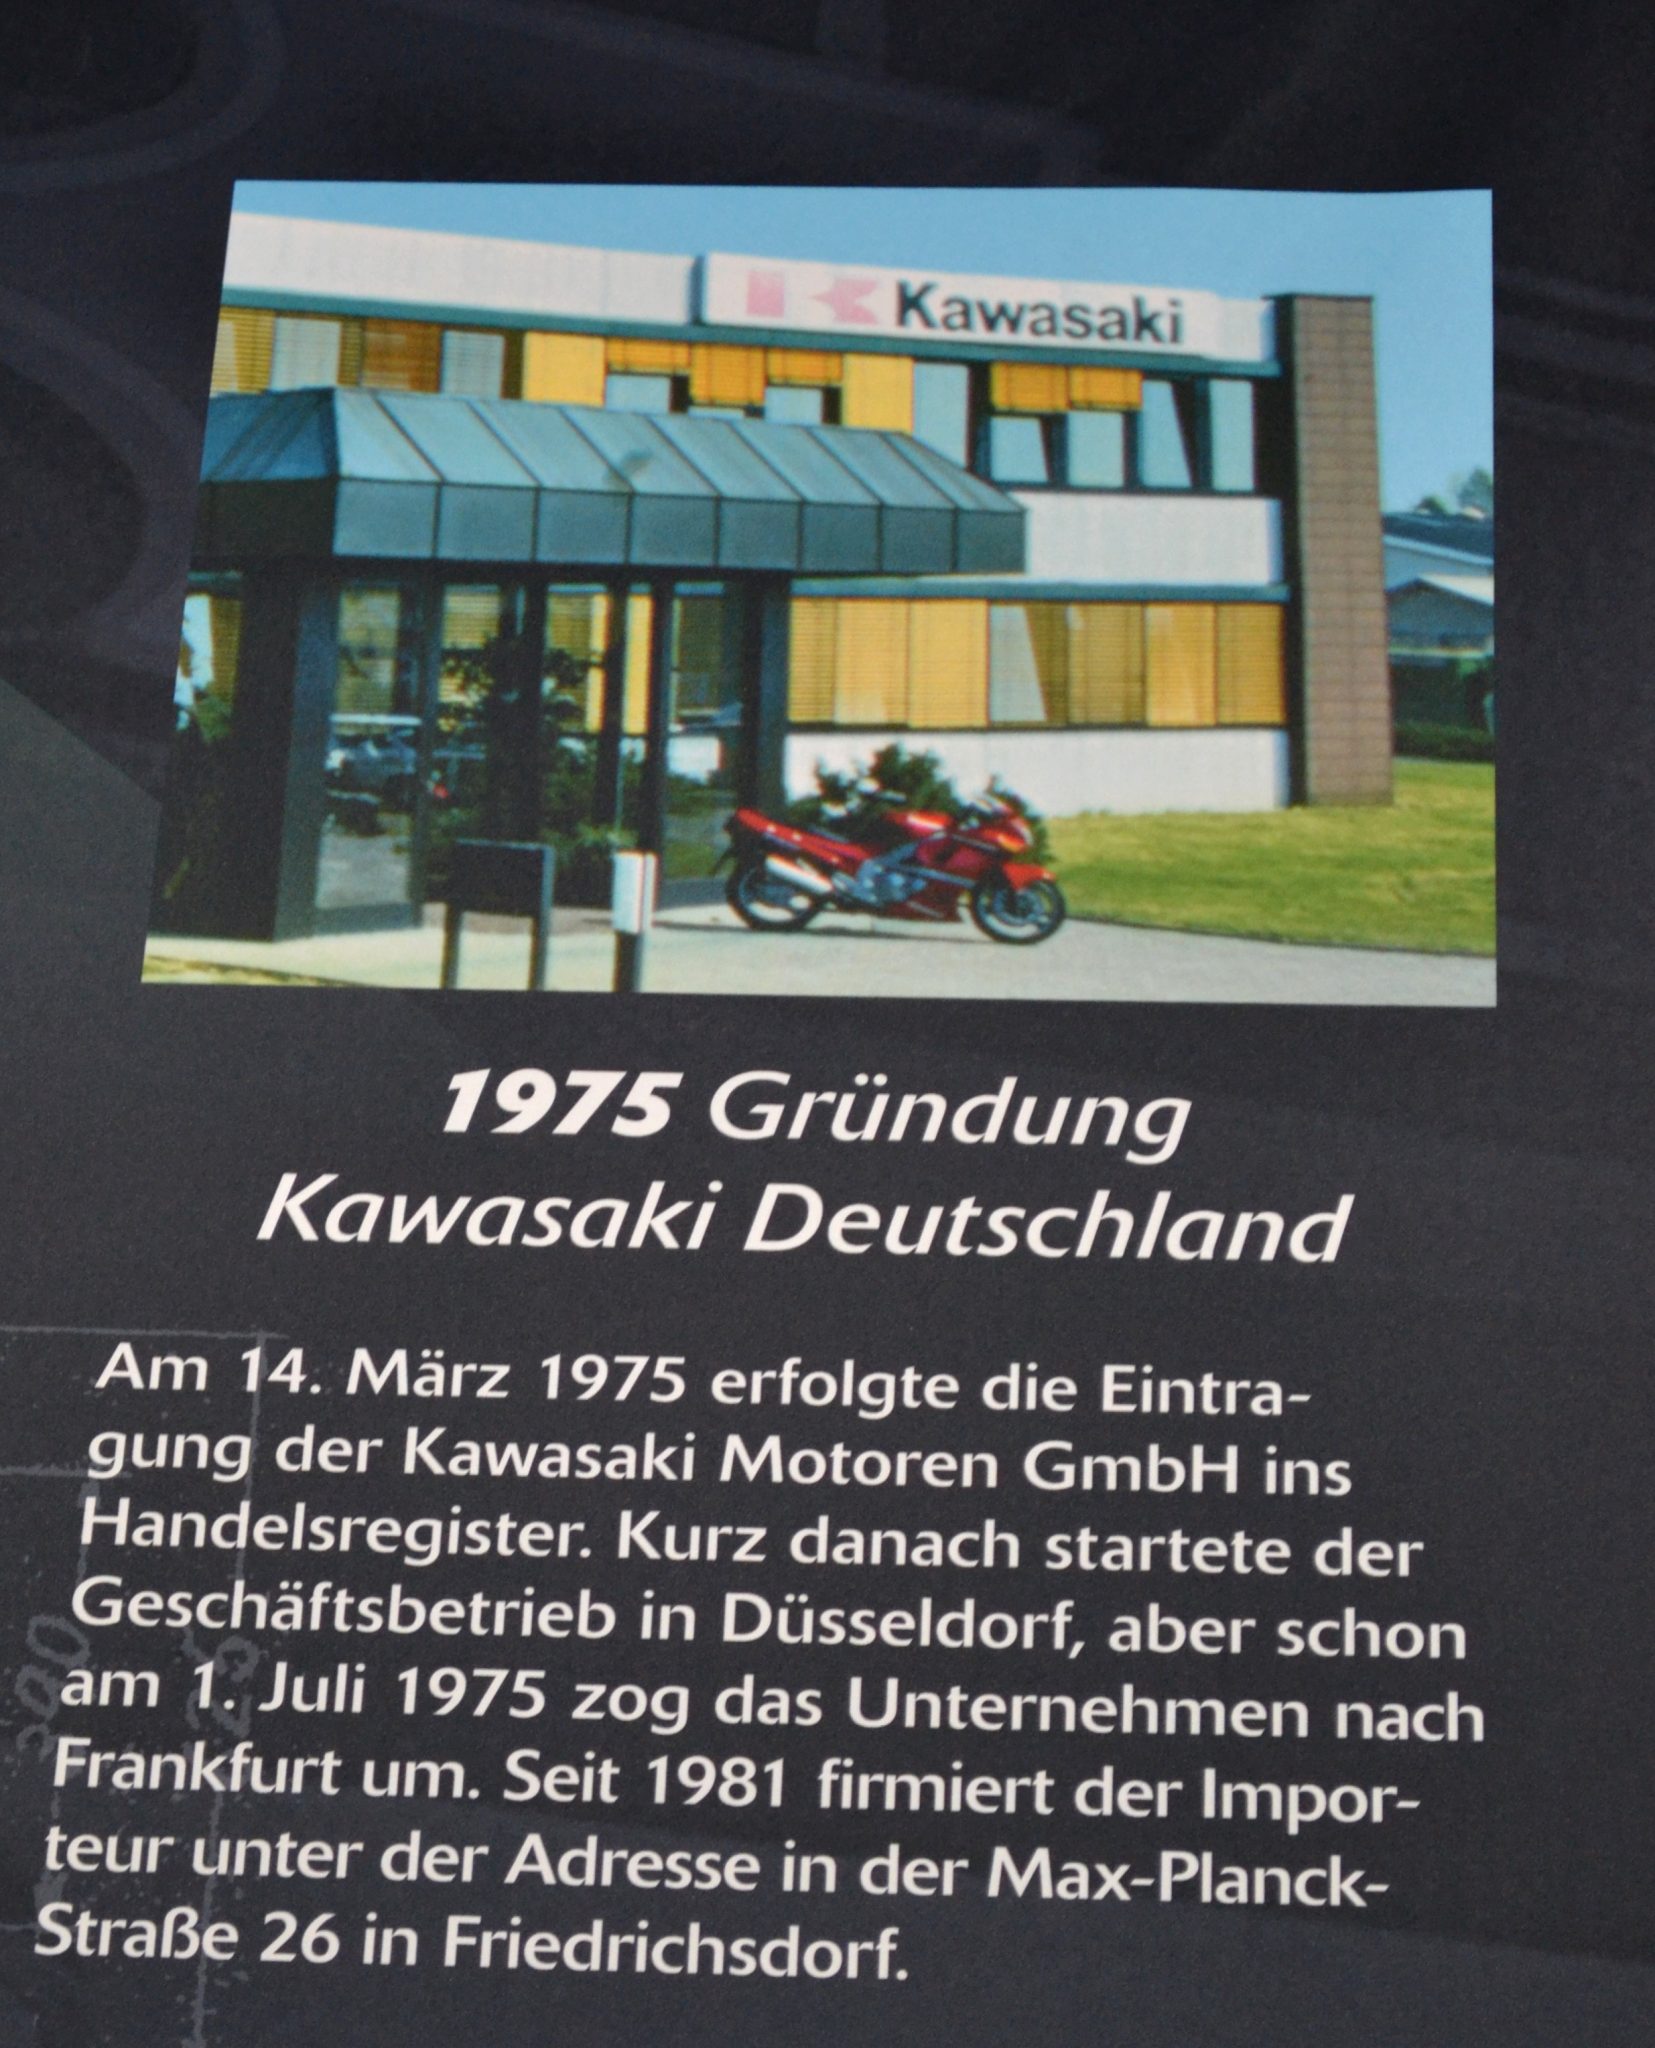 Kawasaki
1975 Gründung
Kawasaki Deutschland
Am 14. März 1975 erfolgte die Eintra-
gung der Kawasaki Motoren GmbH ins
Handelsregister. Kurz danach startete der
Geschäftsbetrieb in Düsseldorf, aber schon
am 1. Juli 1975 zog das Unternehmen nach
Frankfurt um. Seit 1981 firmiert der Impor-
teur unter der Adresse in der Max-Planck-
Straße 26 in Friedrichsdorf.